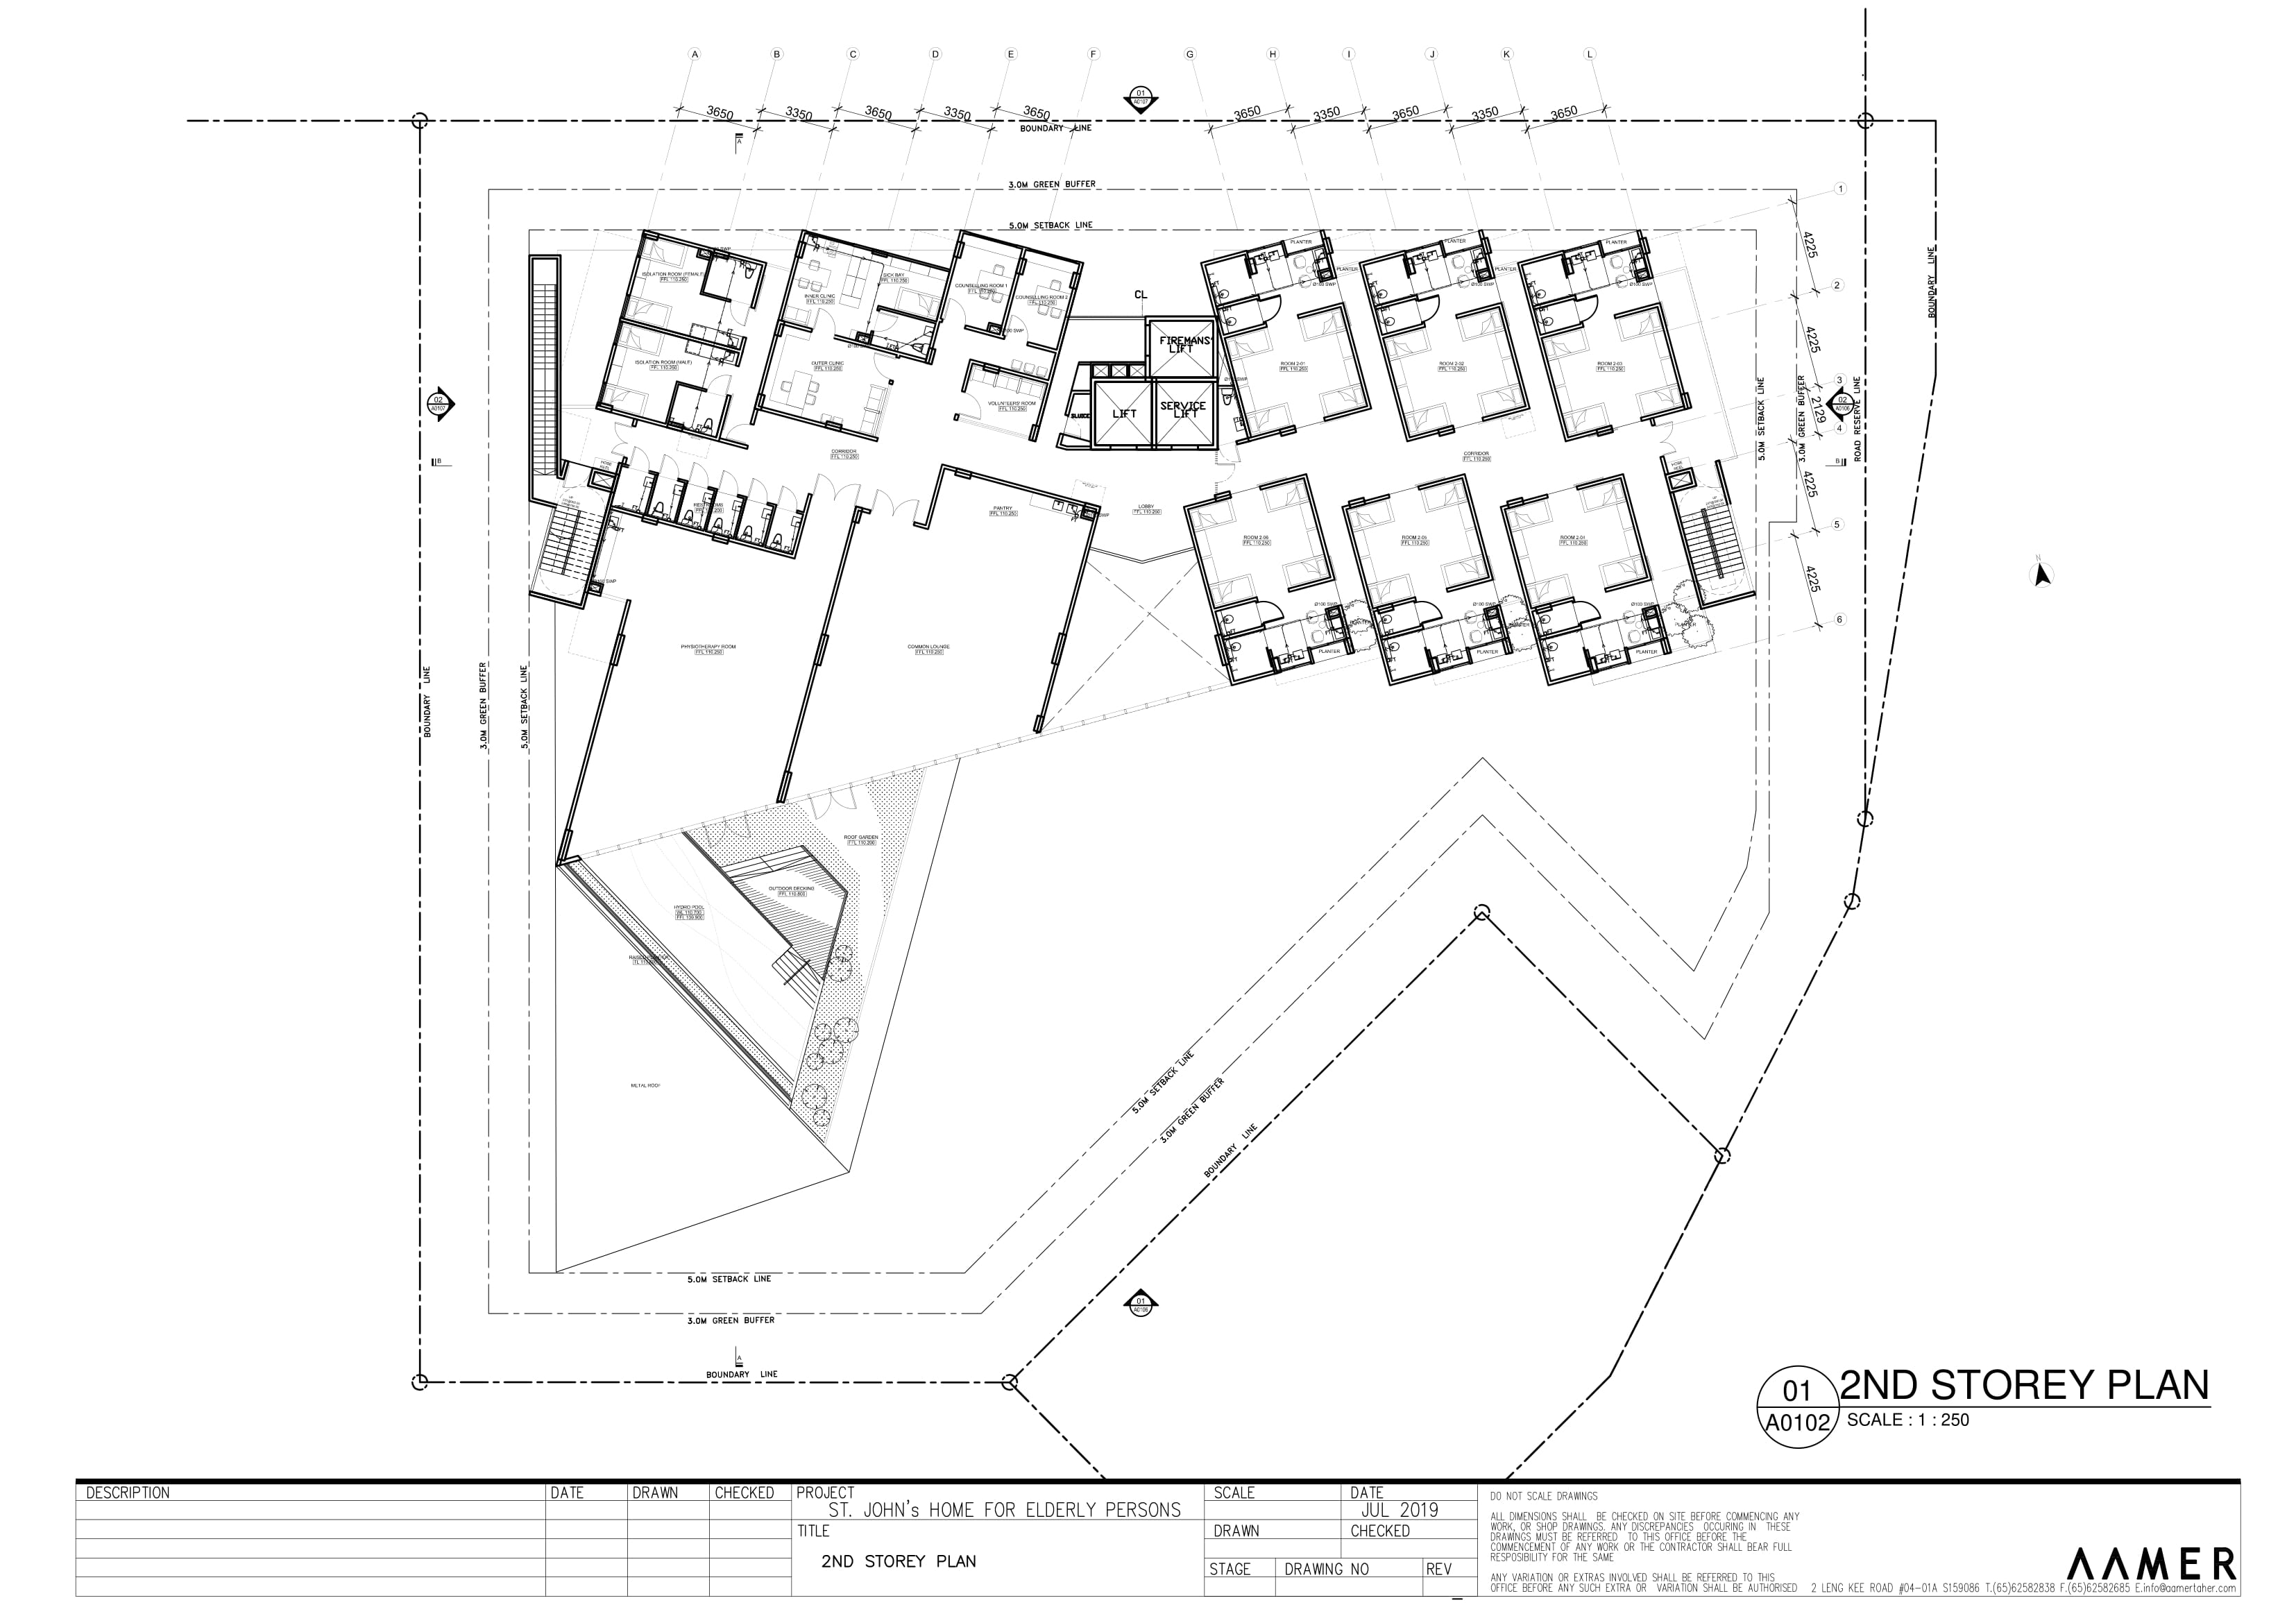 A B C D E F G H I J K L
3650 3350 3650 3350 3650 3650 3350 3650 3350 3650
01
A0107
BOUNDARY LINE
A
3.0M GREEN BUFFER
5.0M SETBACK LINE
1
4225
2
4225
3
2129
4
4225
5
4225
6
BOUNDARY LINE
ROAD RESERVE LINE
3.0M GREEN BUFFER
5.0M SETBACK LINE
02
A0106
B
N
02
A0107
B
BOUNDARY LINE
3.0M GREEN BUFFER
5.0M SETBACK LINE
ISOLATION ROOM (FEMALE)
FFL 110.250
ISOLATION ROOM (MALE)
FFL 110.250
INNER CLINIC
FFL 110.250
SICK BAY
FFL 110.250
OUTER CLINIC
FFL 110.250
COUNSELLING ROOM 1
COUNSELLING ROOM 2
FFL 110.250
VOLUNTEERS' ROOM
FFL 110.250
CL
FIREMANS'
LIFT
LIFT
SERVICE
LIFT
PLANTER
PLANTER
PLANTER
PLANTER
ROOM 2-01
FFL 110.250
ROOM 2-02
FFL 110.250
ROOM 2-03
FFL 110.250
CORRIDOR
FFL 110.250
CORRIDOR
FFL 110.250
PANTRY
FFL 110.250
LOBBY
FFL 110.250
ROOM 2-06
FFL 110.250
ROOM 2-05
FFL 110.250
ROOM 2-04
FFL 110.250
PLANTER
PLANTER
PLANTER
PHYSIOTHERAPY ROOM
FFL 110.250
COMMON LOUNGE
FFL 110.250
ROOF GARDEN
FFL 110.200
OUTDOOR DECKING
FFL 110.800
HYDRO POOL
WL 110.700
FFL 109.900
METAL ROOF
5.0M SETBACK LINE
3.0M GREEN BUFFER
BOUNDARY LINE
5.0M SETBACK LINE
3.0M GREEN BUFFER
A
BOUNDARY LINE
01
A0106
01
A0102
2ND STOREY PLAN
SCALE : 1 : 250
DESCRIPTION DATE DRAWN CHECKED
PROJECT
ST. JOHN's HOME FOR ELDERLY PERSONS
TITLE
2ND STOREY PLAN
SCALE DATE
JUL 2019
DRAWN CHECKED
STAGE DRAWING NO REV
DO NOT SCALE DRAWINGS
ALL DIMENSIONS SHALL BE CHECKED ON SITE BEFORE COMMENCING ANY
WORK, OR SHOP DRAWINGS. ANY DISCREPANCIES OCCURING IN THESE
DRAWINGS MUST BE REFERRED TO THIS OFFICE BEFORE THE
COMMENCEMENT OF ANY WORK OR THE CONTRACTOR SHALL BEAR FULL
RESPOSIBILITY FOR THE SAME
ANY VARIATION OR EXTRAS INVOLVED SHALL BE REFERRED TO THIS
OFFICE BEFORE ANY SUCH EXTRA OR VARIATION SHALL BE AUTHORISED
AAMER
2 LENG KEE ROAD #04-01A S159086 T.(65)62582838 F.(65)62582685 E.info@aamertaher.com